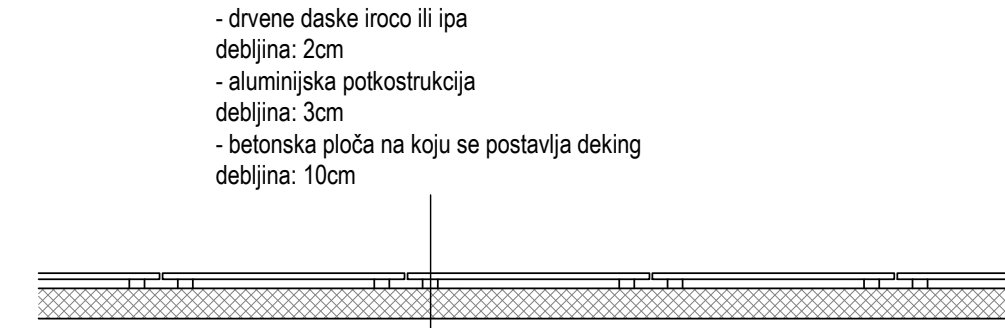 - drvene daske iroco ili ipa
debljina: 2cm
- aluminijska potkostrukcija
debljina: 3cm
- betonska ploča na koju se postavlja deking
debljina: 10cm